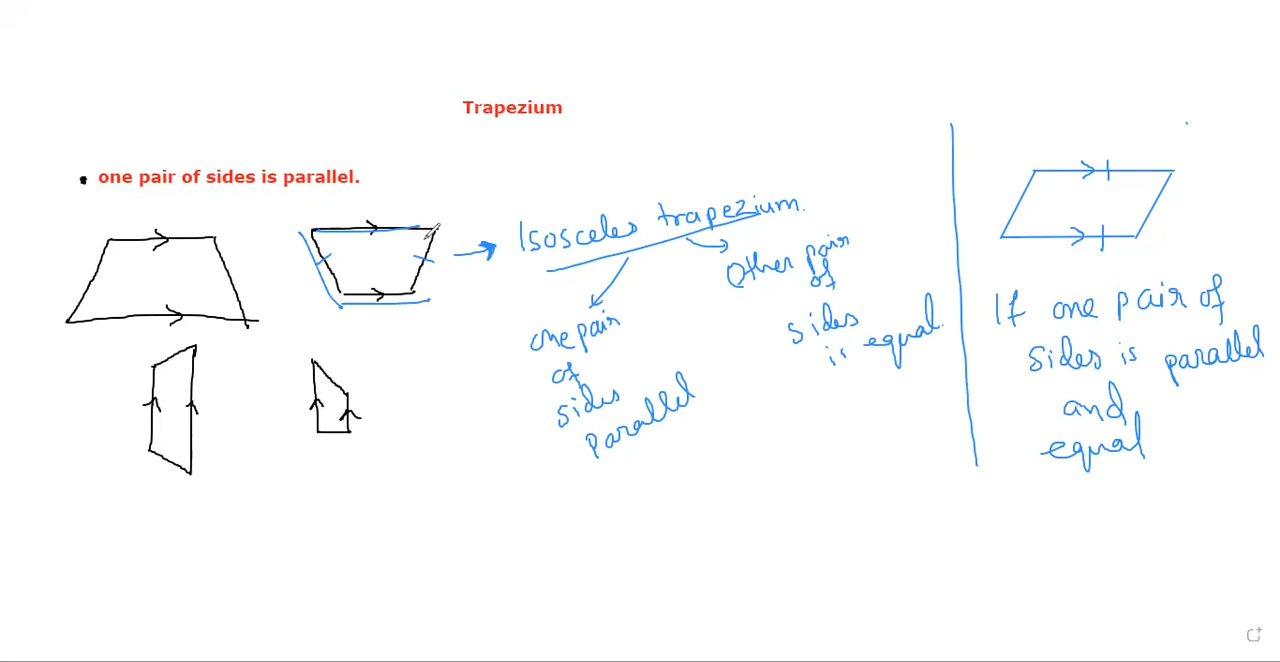 Trapezium
one pair of sides is parallel.
Isosceles trapezium.
one pair
of
sides
parallel
Other pair
of
sides
is equal.
If one pair of
sides is parallel
and
equal